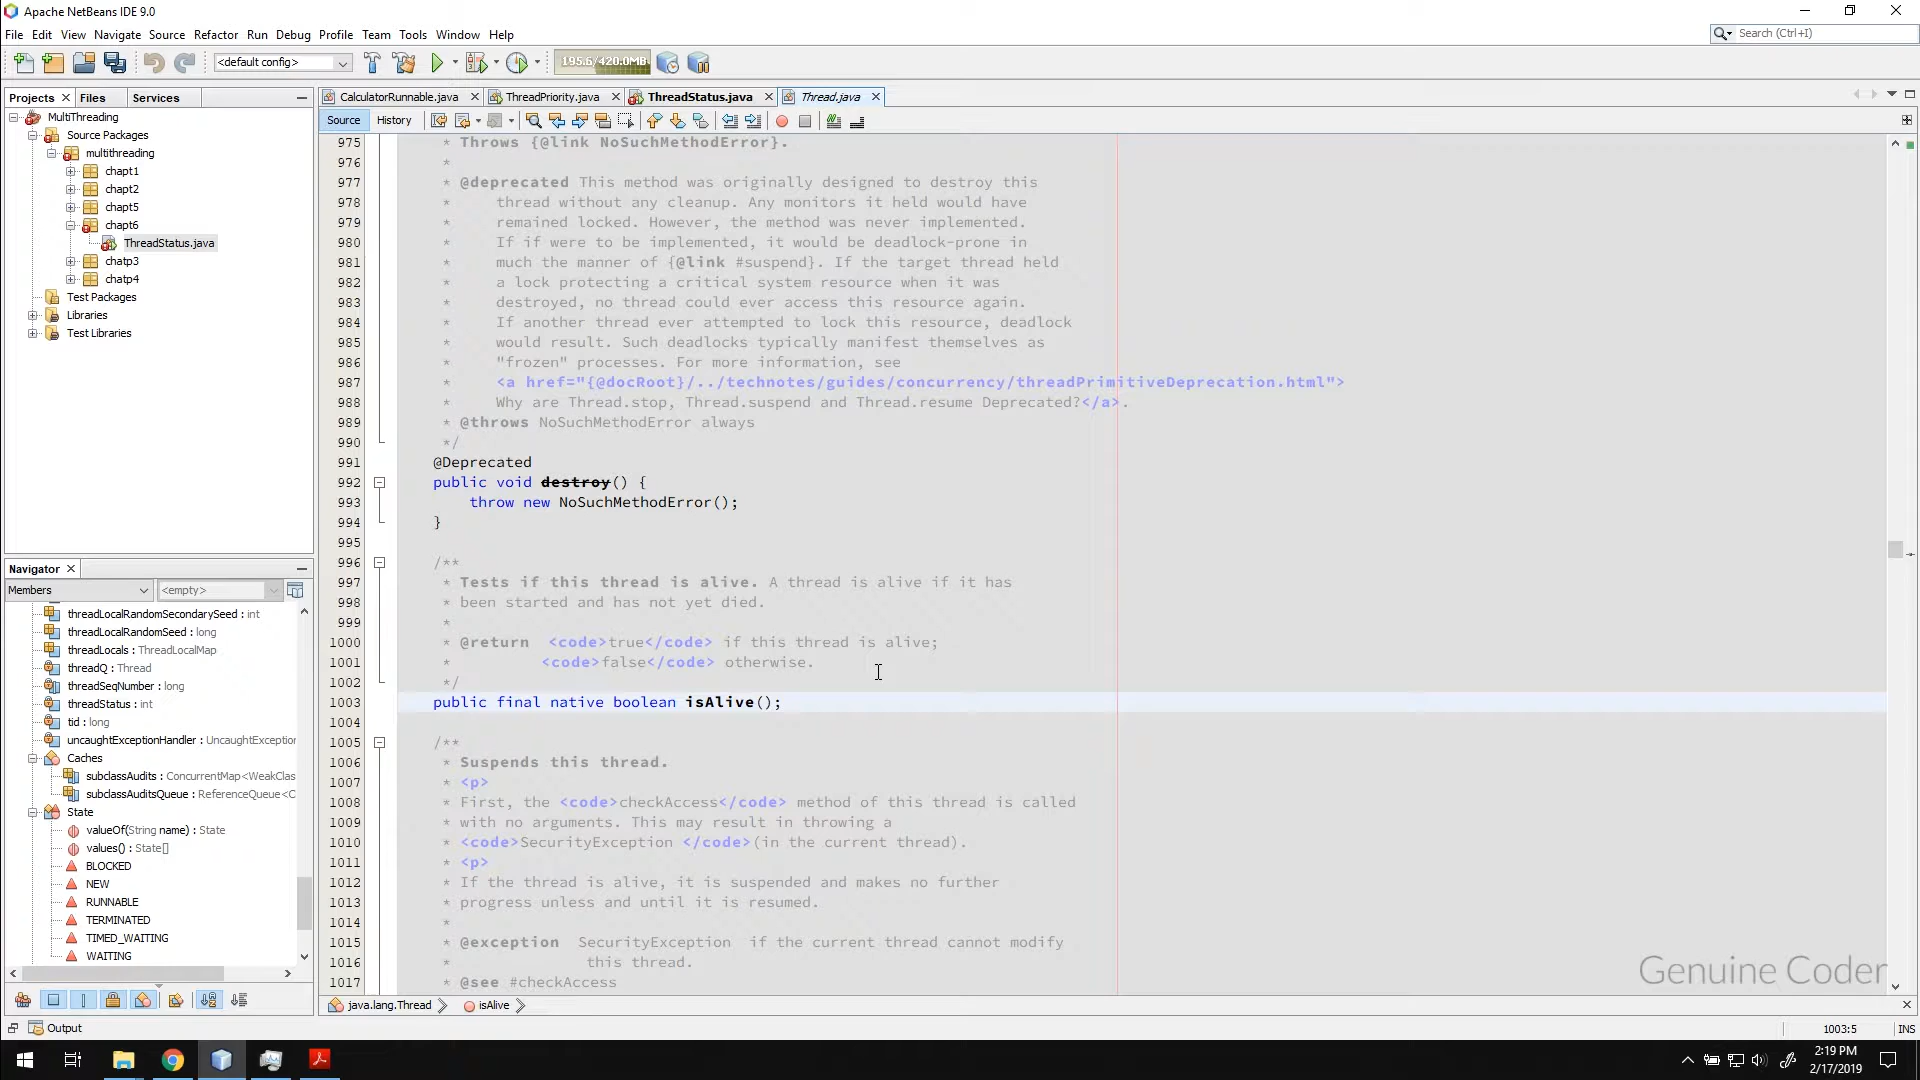 Apache NetBeans IDE 9.0
File Edit View Navigate Source Refactor Run Debug Profile Team Tools Window Help
Search (Ctrl+I)
<default config>
195.6/420.0MB
Projects Files Services
CalculatorRunnable.java ThreadPriority.java ThreadStatus.java Thread.java
Source History
MultiThreading
Source Packages
multithreading
chapt1
chapt2
chapt5
chapt6
ThreadStatus.java
chatp3
chatp4
Test Packages
Libraries
Test Libraries
Navigator
Members <empty>
threadLocalRandomSecondarySeed : int
threadLocalRandomSeed : long
threadLocals : ThreadLocalMap
threadQ : Thread
threadSeqNumber : long
threadStatus : int
tid : long
uncaughtExceptionHandler : UncaughtException
Caches
subclassAudits : ConcurrentMap<WeakClas
subclassAuditsQueue : ReferenceQueue<C
State
valueOf(String name) : State
values() : State[]
BLOCKED
NEW
RUNNABLE
TERMINATED
TIMED_WAITING
WAITING
975 * Throws {@link NoSuchMethodError}.
976 *
977 * @deprecated This method was originally designed to destroy this
978 * thread without any cleanup. Any monitors it held would have
979 * remained locked. However, the method was never implemented.
980 * If if were to be implemented, it would be deadlock-prone in
981 * much the manner of {@link #suspend}. If the target thread held
982 * a lock protecting a critical system resource when it was
983 * destroyed, no thread could ever access this resource again.
984 * If another thread ever attempted to lock this resource, deadlock
985 * would result. Such deadlocks typically manifest themselves as
986 * "frozen" processes. For more information, see
987 * <a href="{@docRoot}/../technotes/guides/concurrency/threadPrimitiveDeprecation.html">
988 * Why are Thread.stop, Thread.suspend and Thread.resume Deprecated?</a>.
989 * @throws NoSuchMethodError always
990 */
991 @Deprecated
992 public void destroy() {
993 throw new NoSuchMethodError();
994 }
995
996 /**
997 * Tests if this thread is alive. A thread is alive if it has
998 * been started and has not yet died.
999 *
1000 * @return <code>true</code> if this thread is alive;
1001 * <code>false</code> otherwise.
1002 */
1003 public final native boolean isAlive();
1004
1005 /**
1006 * Suspends this thread.
1007 * <p>
1008 * First, the <code>checkAccess</code> method of this thread is called
1009 * with no arguments. This may result in throwing a
1010 * <code>SecurityException </code>(in the current thread).
1011 * <p>
1012 * If the thread is alive, it is suspended and makes no further
1013 * progress unless and until it is resumed.
1014 *
1015 * @exception SecurityException if the current thread cannot modify
1016 * this thread.
1017 * @see #checkAccess
Genuine Coder
java.lang.Thread isAlive
Output
1003:5 INS
2:19 PM
2/17/2019